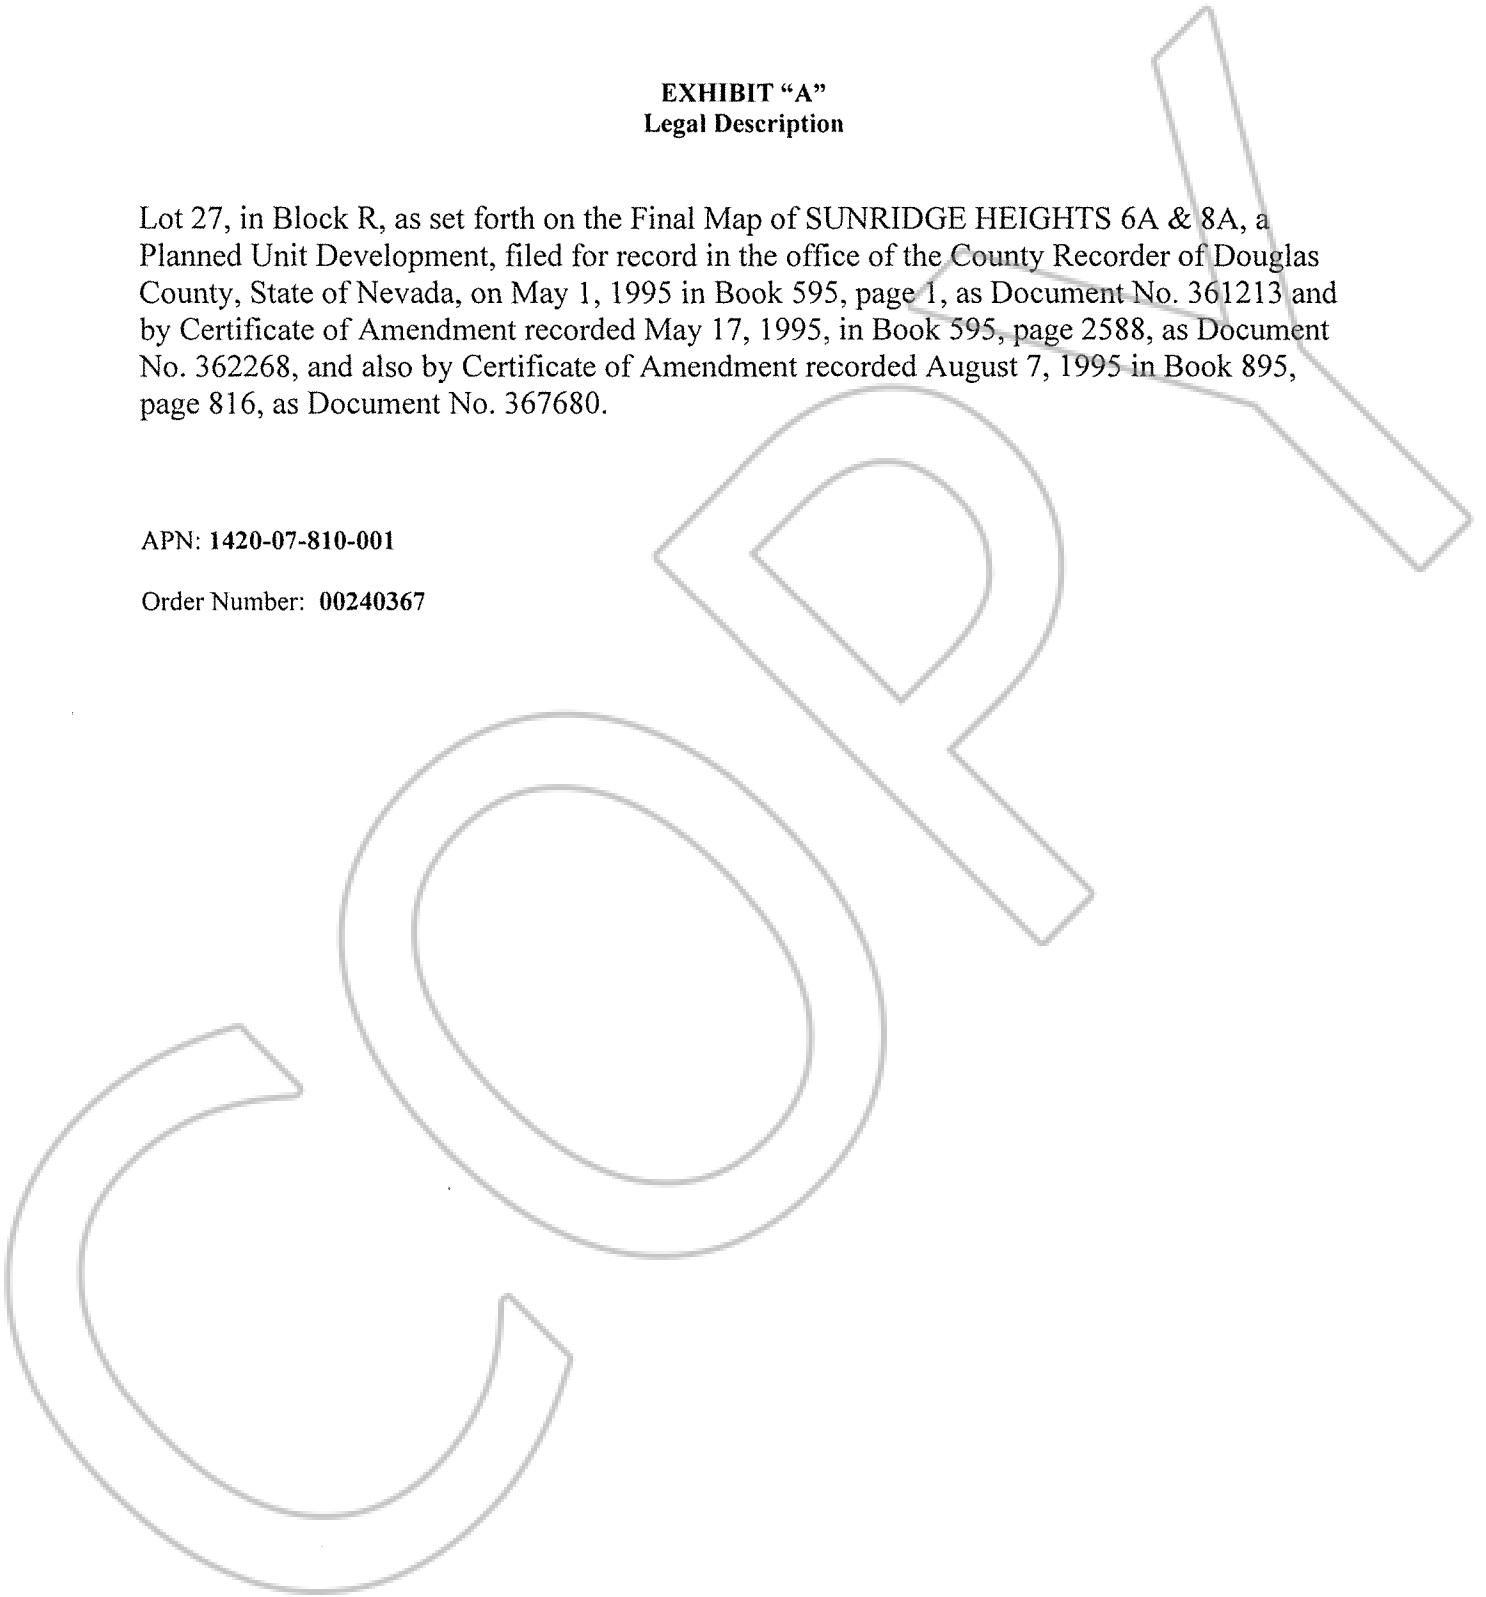 EXHIBIT “A”
Legal Description
Lot 27, in Block R, as set forth on the Final Map of SUNRIDGE HEIGHTS 6A & 8A, a
Planned Unit Development, filed for record in the office of the County Recorder of Douglas
County, State of Nevada, on May 1, 1995 in Book 595, page 1, as Document No. 361213 and
by Certificate of Amendment recorded May 17, 1995, in Book 595, page 2588, as Document
No. 362268, and also by Certificate of Amendment recorded August 7, 1995 in Book 895,
page 816, as Document No. 367680.
APN: 1420-07-810-001
Order Number: 00240367
COPY